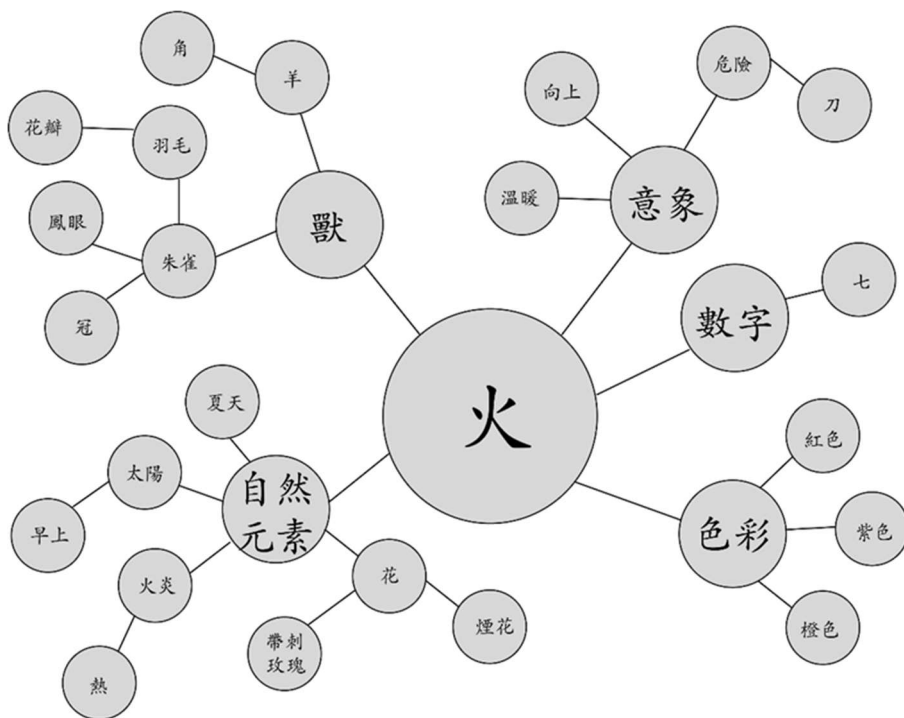 角
羊
花瓣
羽毛
鳳眼
朱雀
冠
獸
向上
危險
刀
溫暖
意象
數字
七
火
夏天
太陽
早上
自然
元素
火炎
熱
花
帶刺
玫瑰
煙花
色彩
紅色
紫色
橙色